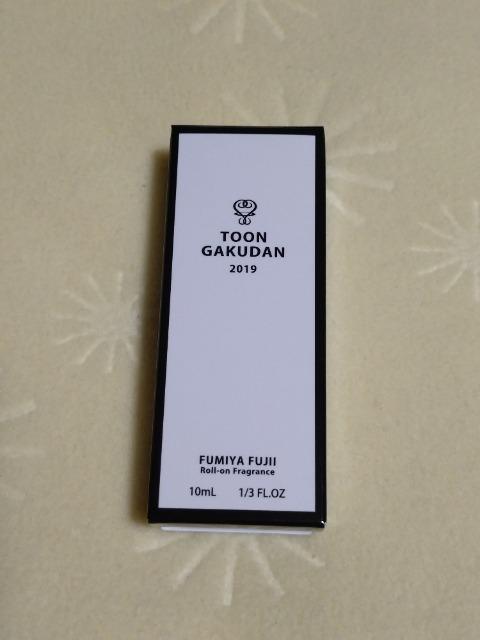 TOON
GAKUDAN
2019
FUMIYA FUJII
Roll-on Fragrance
10mL 1/3 FL.OZ